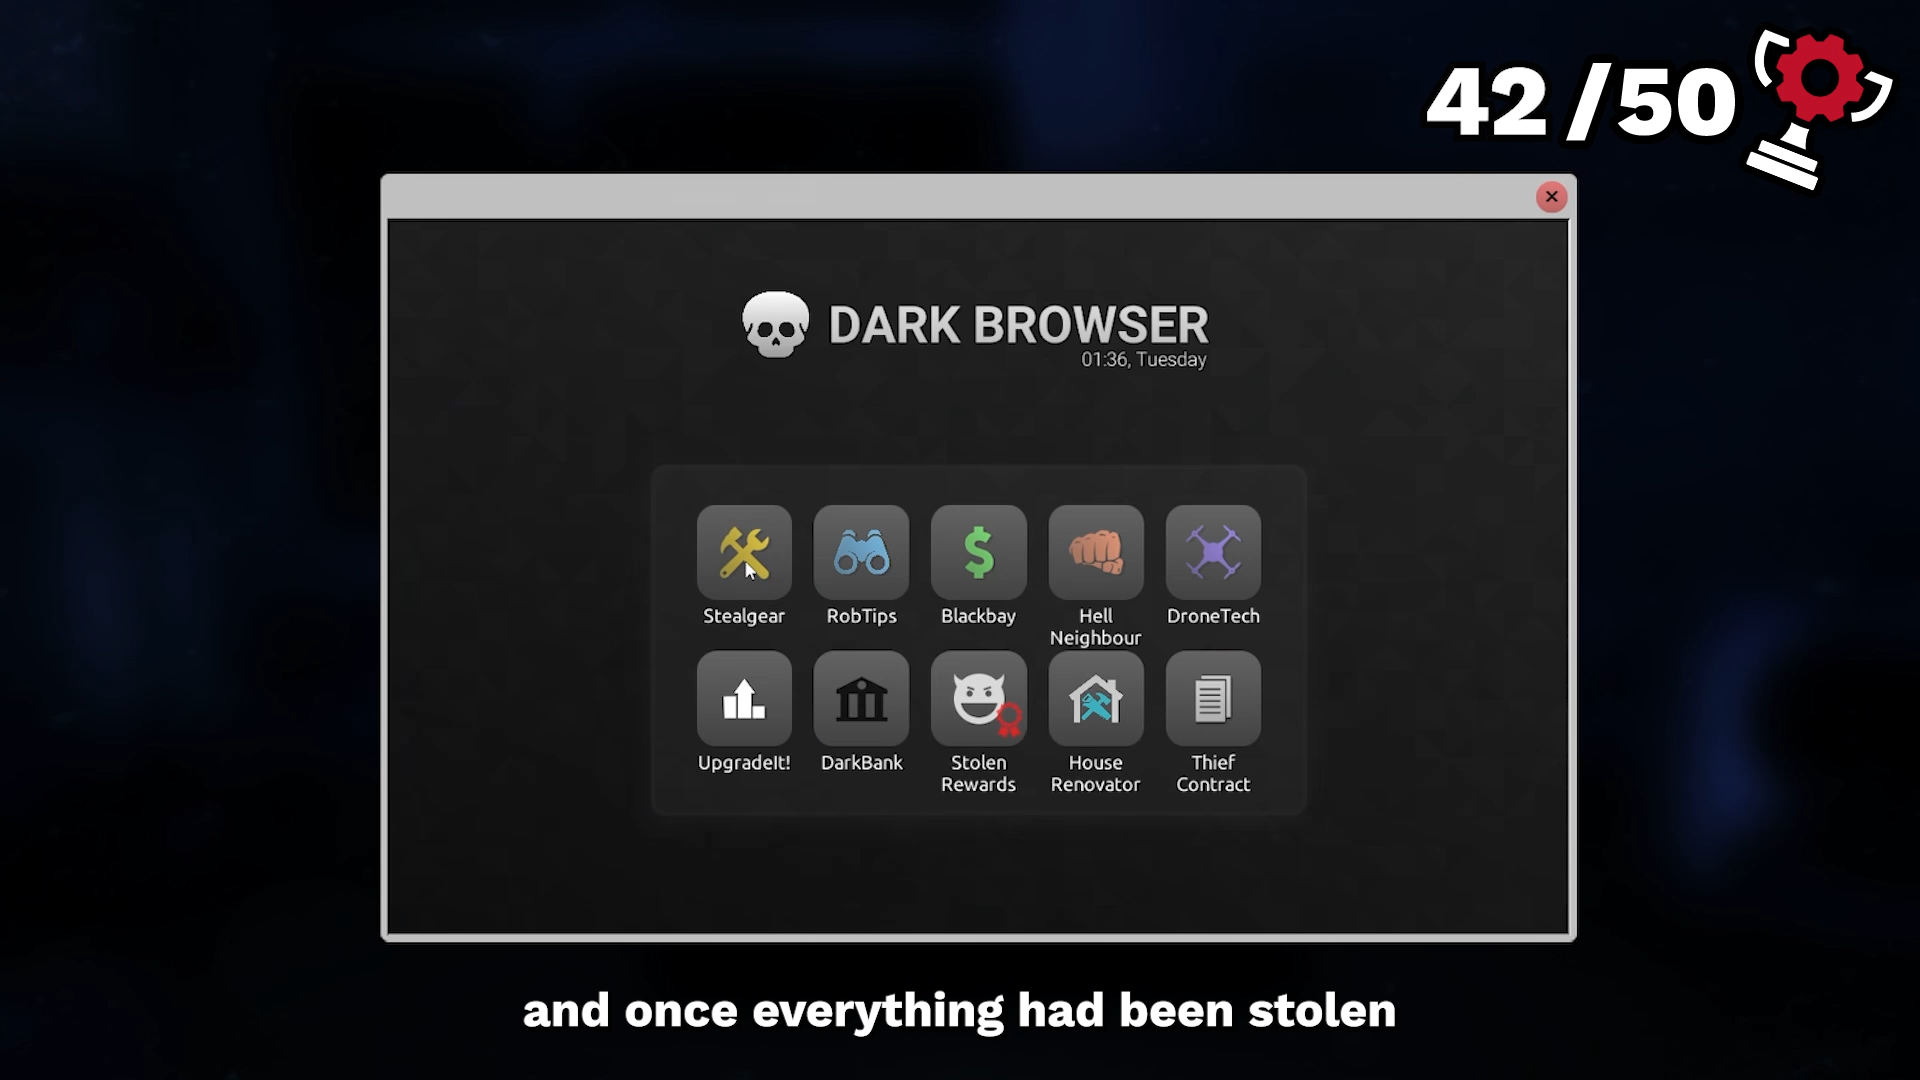 42/50
DARK BROWSER
01:36, Tuesday
Stealgear
RobTips
Blackbay
Hell
Neighbour
DroneTech
UpgradeIt!
DarkBank
Stolen
Rewards
House
Renovator
Thief
Contract
and once everything had been stolen